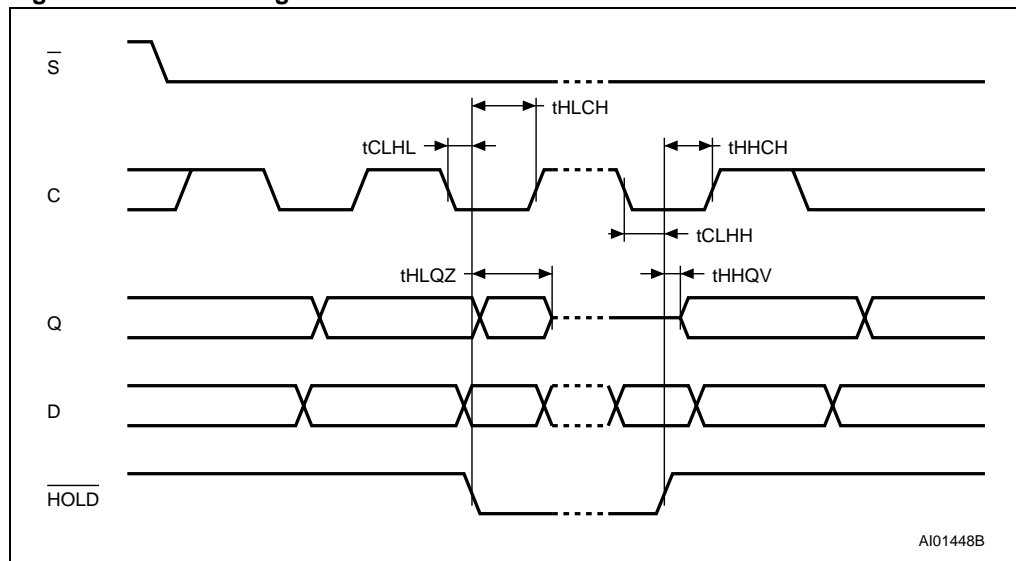 S
tHLCH
tCLHL
tHHCH
C
tCLHH
tHLQZ
tHHQV
Q
D
HOLD
AI01448B